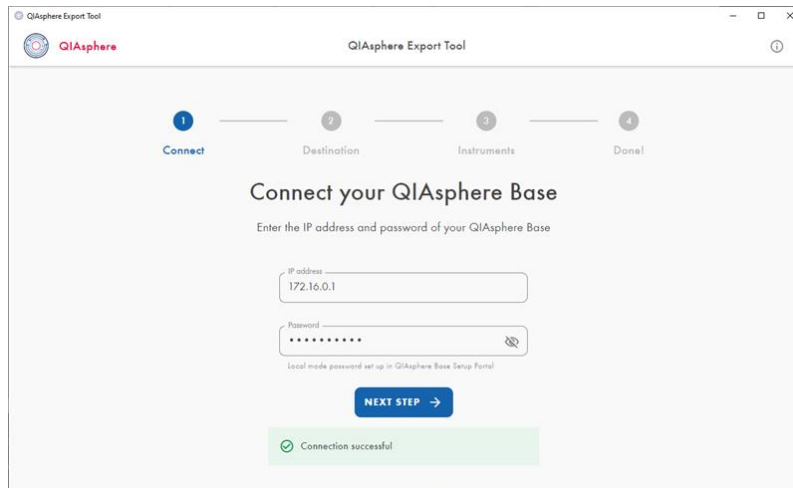 QIAsphere Export Tool
QIAsphere
QIAsphere Export Tool
1
2
3
4
Connect
Destination
Instruments
Done!
Connect your QIAsphere Base
Enter the IP address and password of your QIAsphere Base
IP address
172.16.0.1
Password
••••••••••
Local mode password set up in QIAsphere Base Setup Portal
NEXT STEP →
Connection successful